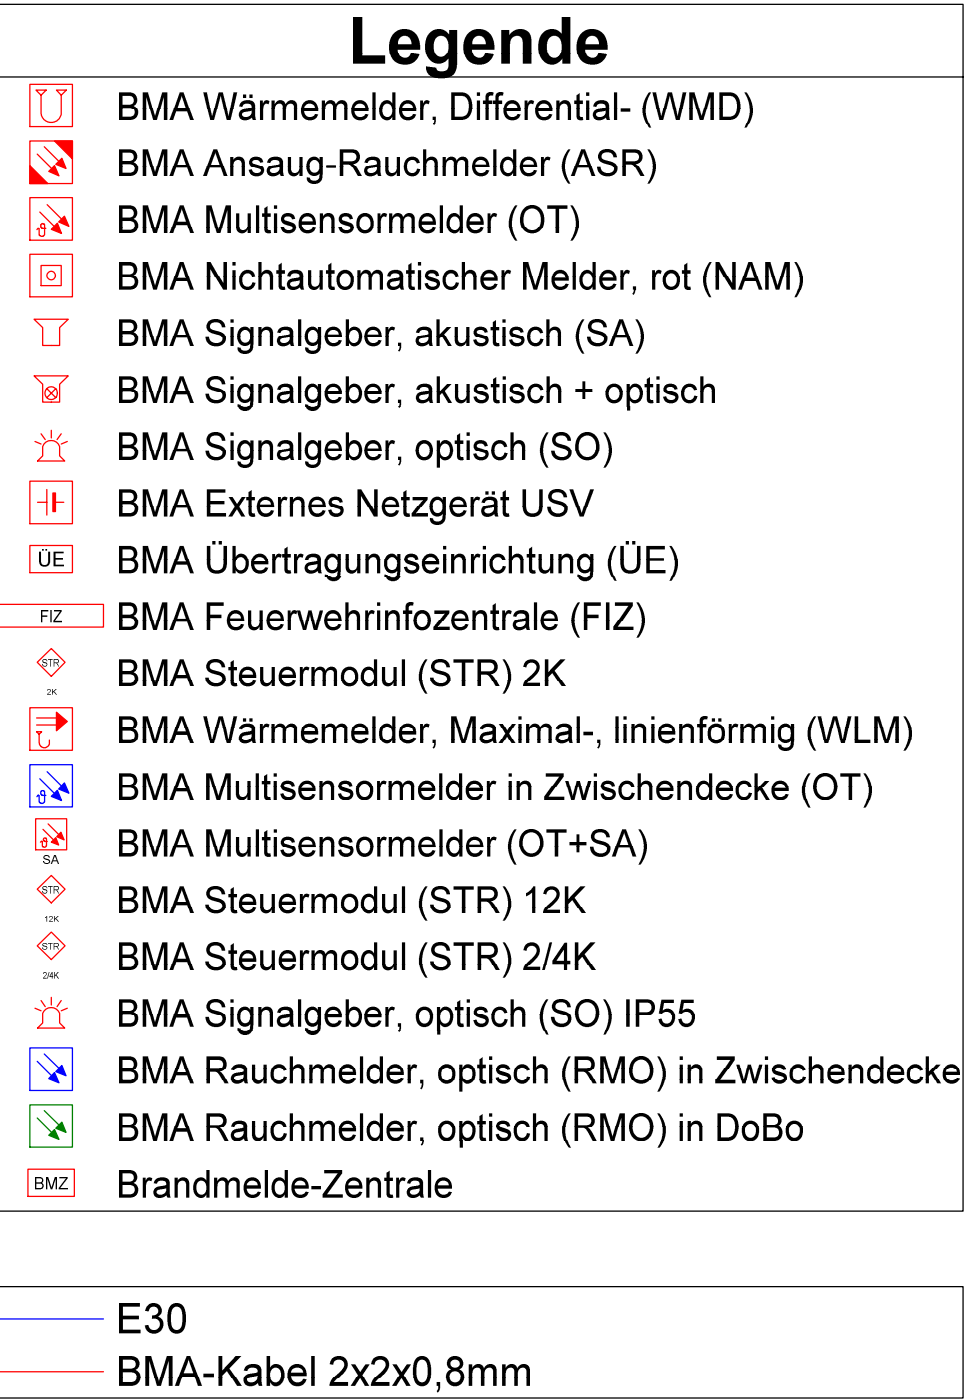 Legende
BMA Wärmemelder, Differential- (WMD)
BMA Ansaug-Rauchmelder (ASR)
ϑ BMA Multisensormelder (OT)
BMA Nichtautomatischer Melder, rot (NAM)
BMA Signalgeber, akustisch (SA)
BMA Signalgeber, akustisch + optisch
BMA Signalgeber, optisch (SO)
BMA Externes Netzgerät USV
ÜE BMA Übertragungseinrichtung (ÜE)
FIZ BMA Feuerwehrinfozentrale (FIZ)
STR BMA Steuermodul (STR) 2K
2K
BMA Wärmemelder, Maximal-, linienförmig (WLM)
ϑ BMA Multisensormelder in Zwischendecke (OT)
ϑ BMA Multisensormelder (OT+SA)
SA
STR BMA Steuermodul (STR) 12K
12K
STR BMA Steuermodul (STR) 2/4K
2/4K
BMA Signalgeber, optisch (SO) IP55
BMA Rauchmelder, optisch (RMO) in Zwischendecke
BMA Rauchmelder, optisch (RMO) in DoBo
BMZ Brandmelde-Zentrale
E30
BMA-Kabel 2x2x0,8mm